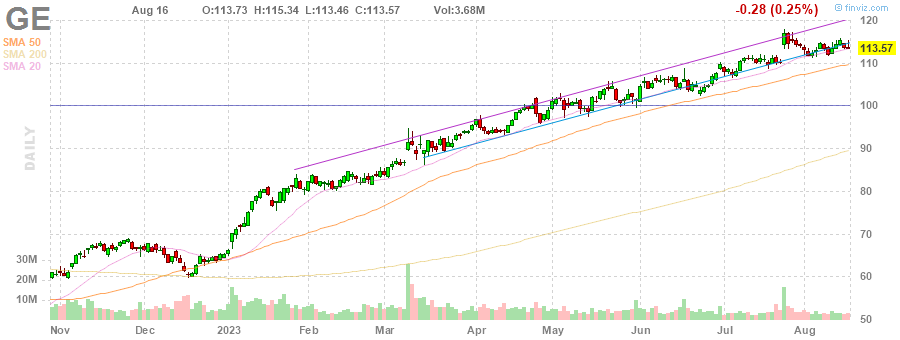 GE
Aug 16 O:113.73 H:115.34 L:113.46 C:113.57 Vol:3.68M
-0.28 (0.25%)
finviz.com
SMA 50
SMA 200
SMA 20
DAILY
120
113.57
110
100
90
80
70
60
30M
20M
10M
Nov Dec 2023 Feb Mar Apr May Jun Jul Aug